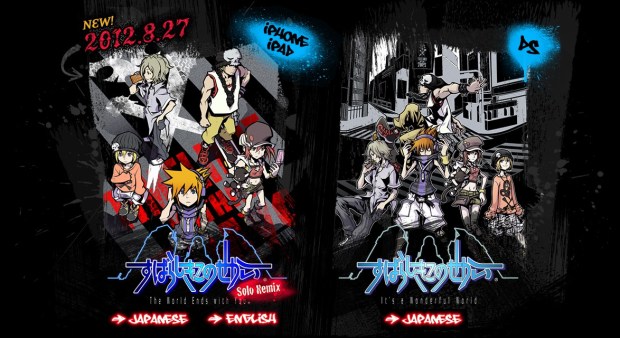 NEW!
2012.8.27
iPHONE
iPAD
すばらしきこのせかい
Solo Remix
The World Ends with You
→ JAPANESE
→ ENGLISH
DS
すばらしきこのせかい
It's a Wonderful World
→ JAPANESE